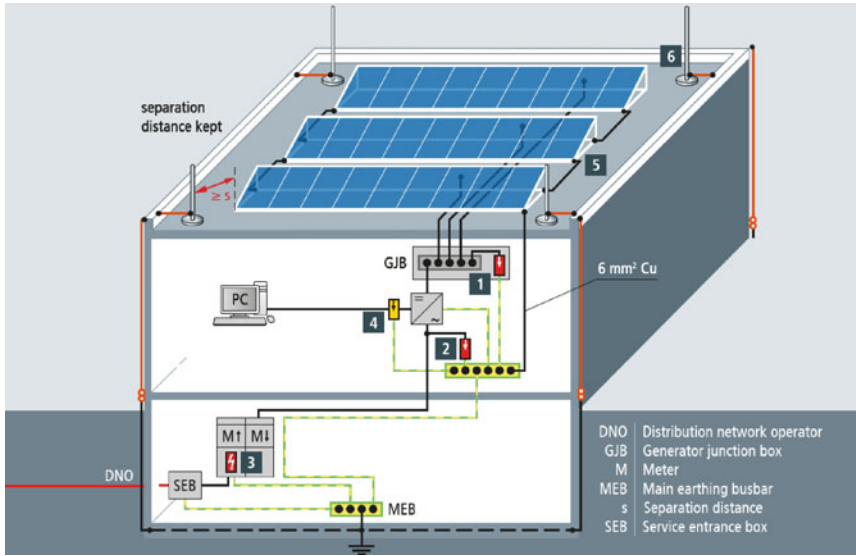 6
separation
distance kept
≥ s
5
GJB
1
6 mm² Cu
PC
4
2
M↑ M↓
3
DNO
SEB
MEB
DNO Distribution network operator
GJB Generator junction box
M Meter
MEB Main earthing busbar
s Separation distance
SEB Service entrance box